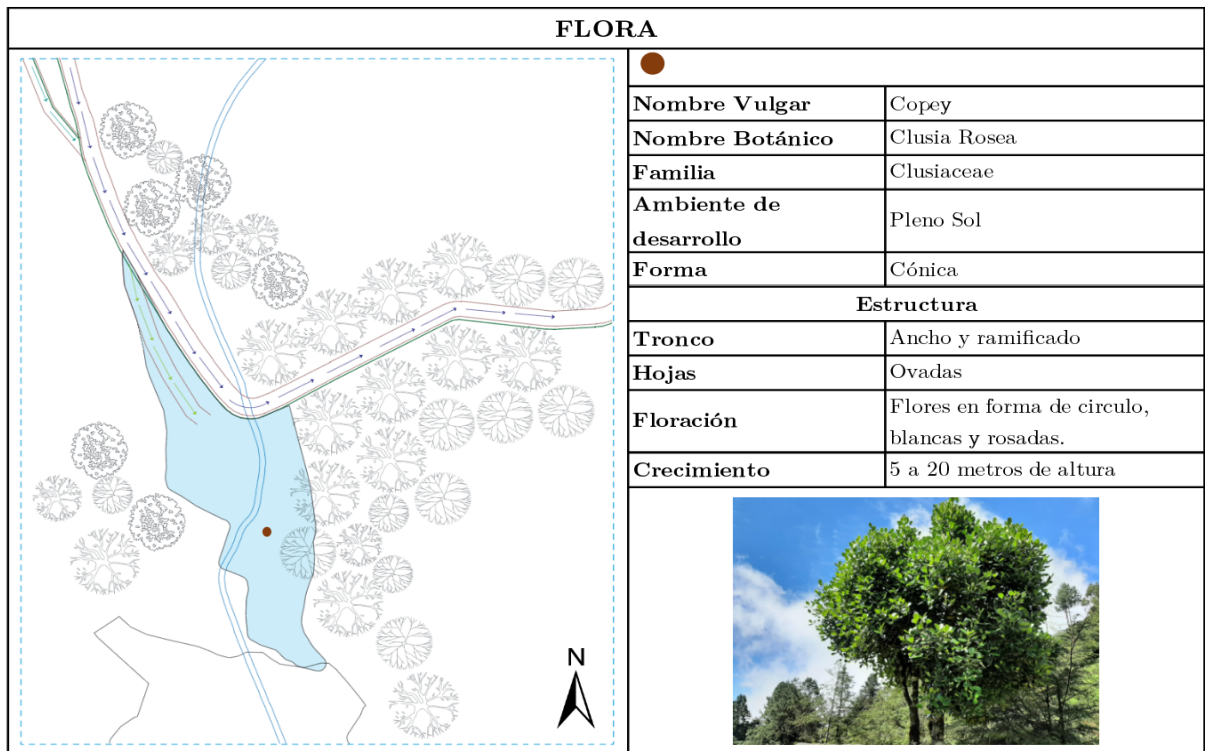 FLORA
Nombre Vulgar
Copey
Nombre Botánico
Clusia Rosea
Familia
Clusiaceae
Ambiente de
desarrollo
Pleno Sol
Forma
Cónica
Estructura
Tronco
Ancho y ramificado
Hojas
Ovadas
Floración
Flores en forma de circulo,
blancas y rosadas.
Crecimiento
5 a 20 metros de altura
N